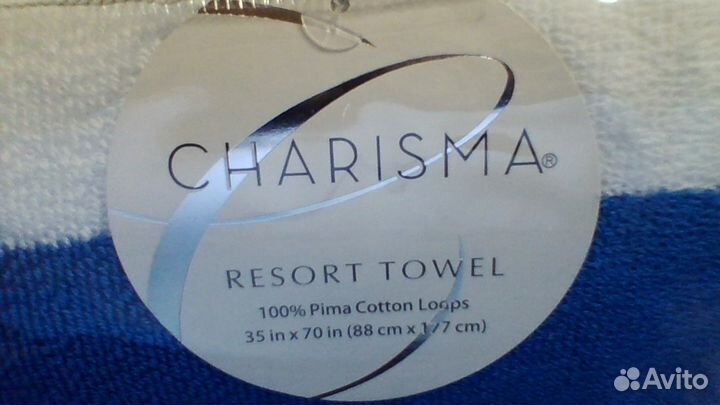 CHARISMA®
RESORT TOWEL
100% Pima Cotton Loops
35 in x 70 in (88 cm x 177 cm)
Avito